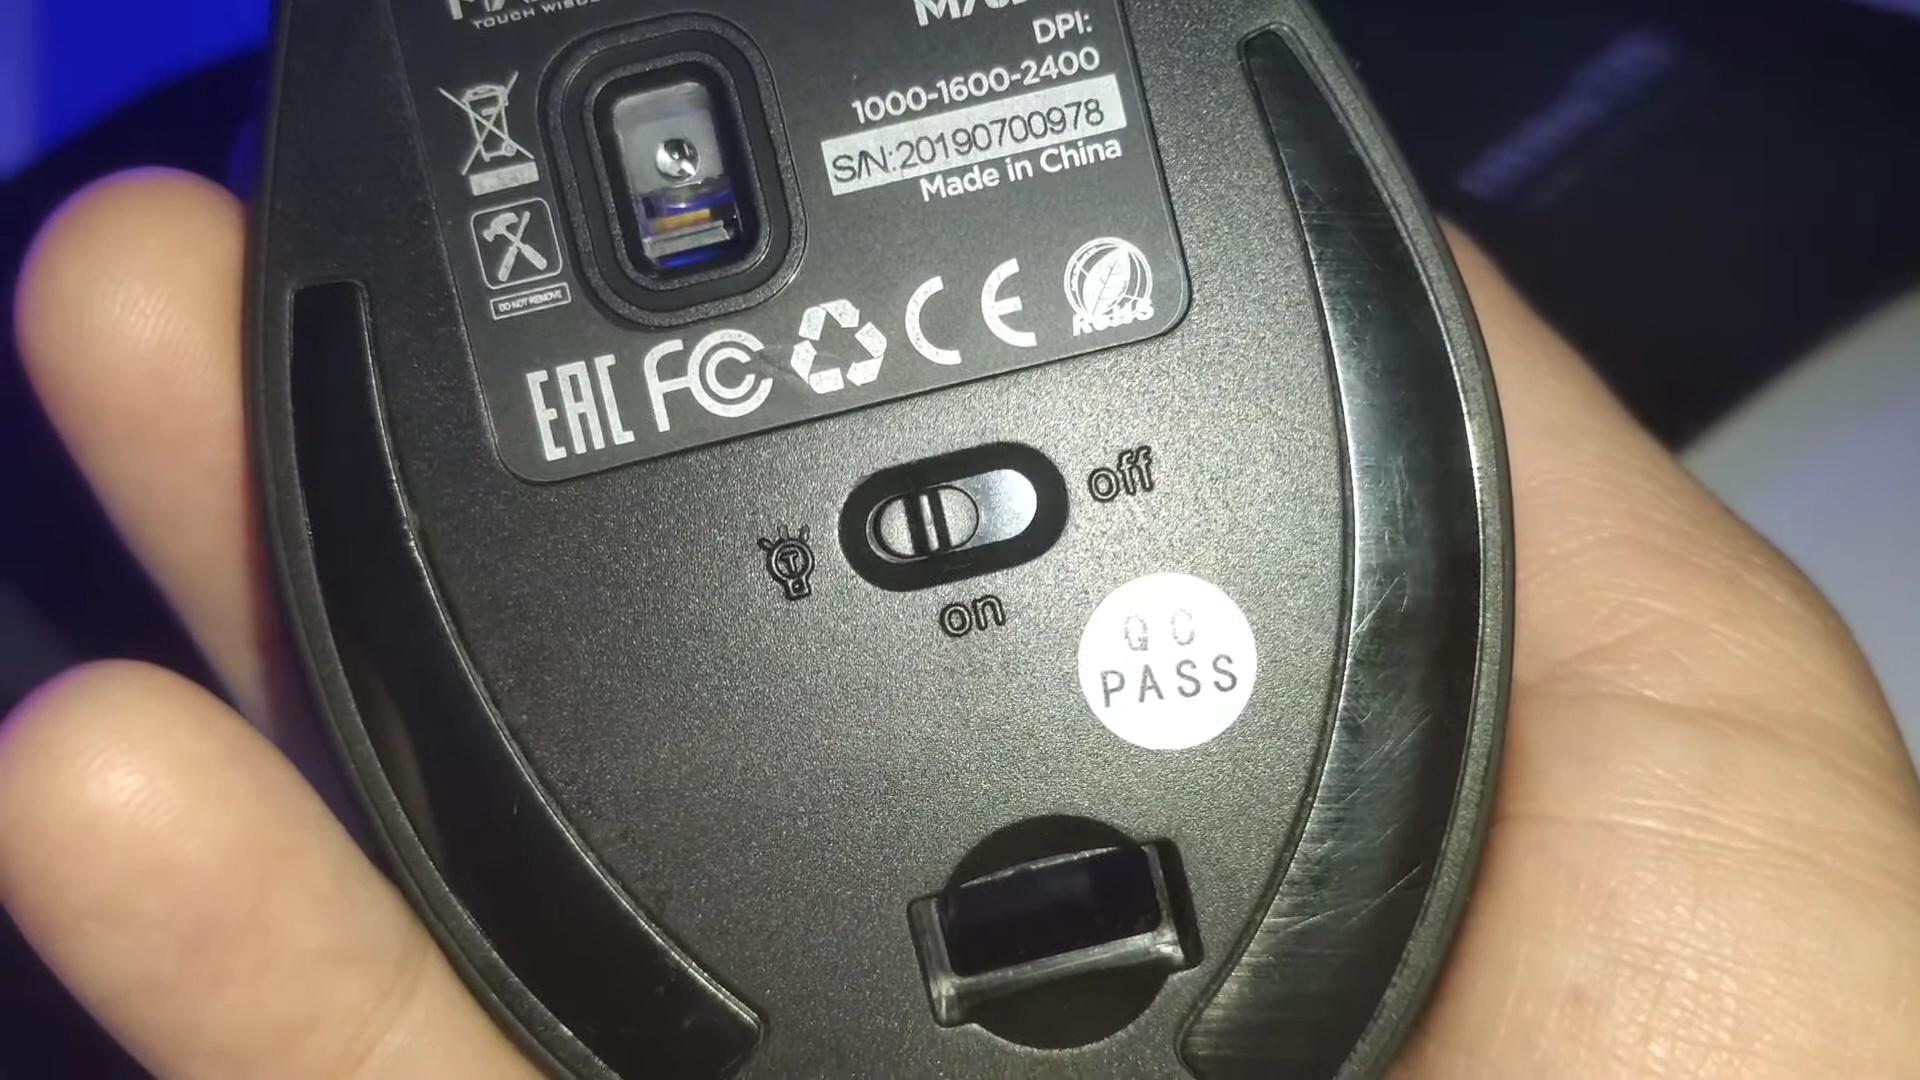 TOUCH
DPI:
1000-1600-2400
S/N:20190700978
Made in China
DO NOT REMOVE
EAC FC CE RoHS
off
on
QC
PASS